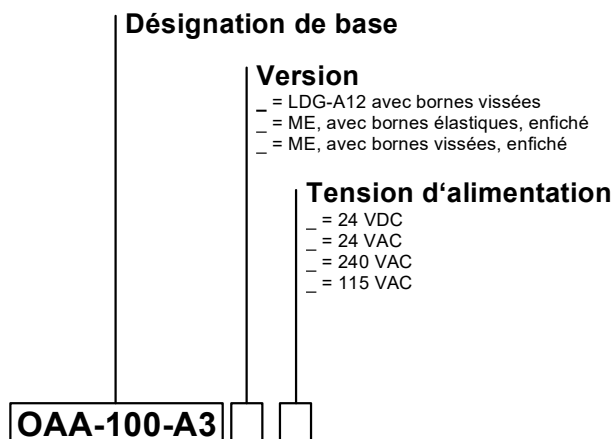 Désignation de base
Version
_ = LDG-A12 avec bornes vissées
_ = ME, avec bornes élastiques, enfiché
_ = ME, avec bornes vissées, enfiché
Tension d‘alimentation
_ = 24 VDC
_ = 24 VAC
_ = 240 VAC
_ = 115 VAC
OAA-100-A3